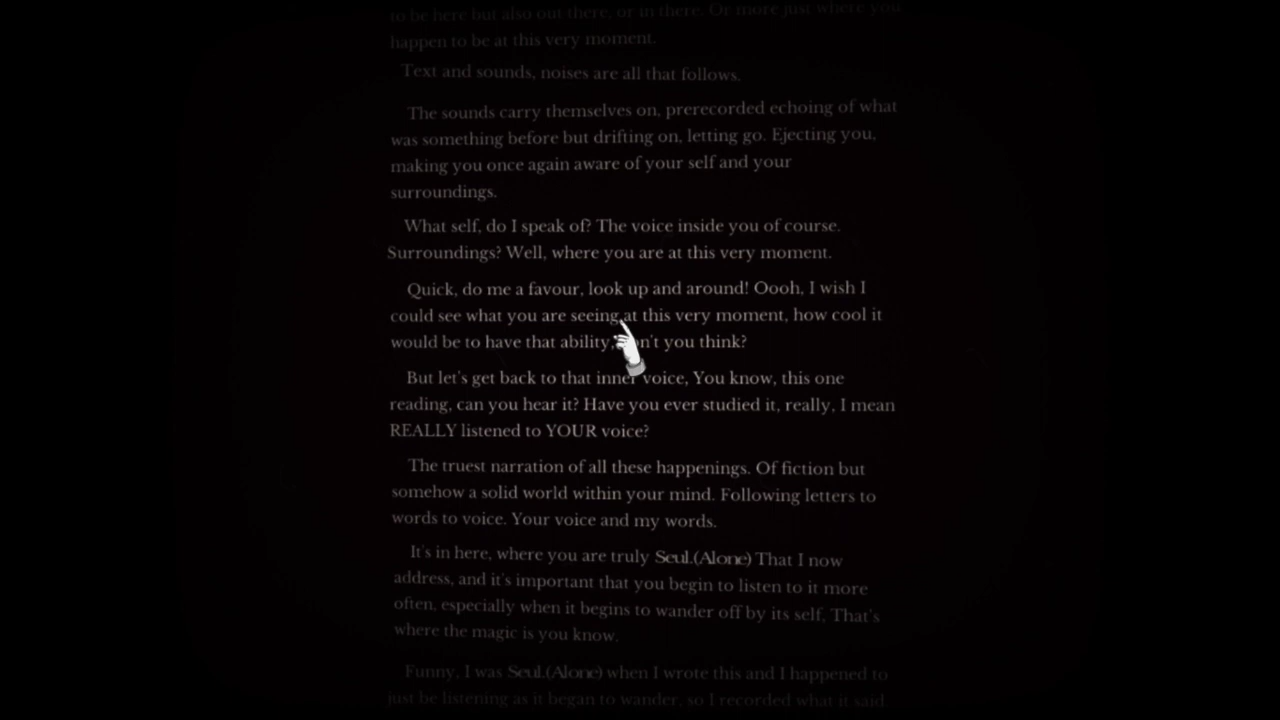 to be here but also out there, or in there. Or more just where you
happen to be at this very moment.
Text and sounds, noises are all that follows.
The sounds carry themselves on, prerecorded echoing of what
was something before but drifting on, letting go. Ejecting you,
making you once again aware of your self and your
surroundings.
What self, do I speak of? The voice inside you of course.
Surroundings? Well, where you are at this very moment.
Quick, do me a favour, look up and around! Oooh, I wish I
could see what you are seeing at this very moment, how cool it
would be to have that ability, you think?
But let's get back to that inner voice, You know, this one
reading, can you hear it? Have you ever studied it, really, I mean
REALLY listened to YOUR voice?
The truest narration of all these happenings. Of fiction but
somehow a solid world within your mind. Following letters to
words to voice. Your voice and my words.
It's in here, where you are truly Seul.(Alone) That I now
address, and it's important that you begin to listen to it more
often, especially when it begins to wander off by its self, That's
where the magic is you know.
Funny, I was Seul.(Alone) when I wrote this and I happened to
just be listening as it began to wander, so I recorded what it said